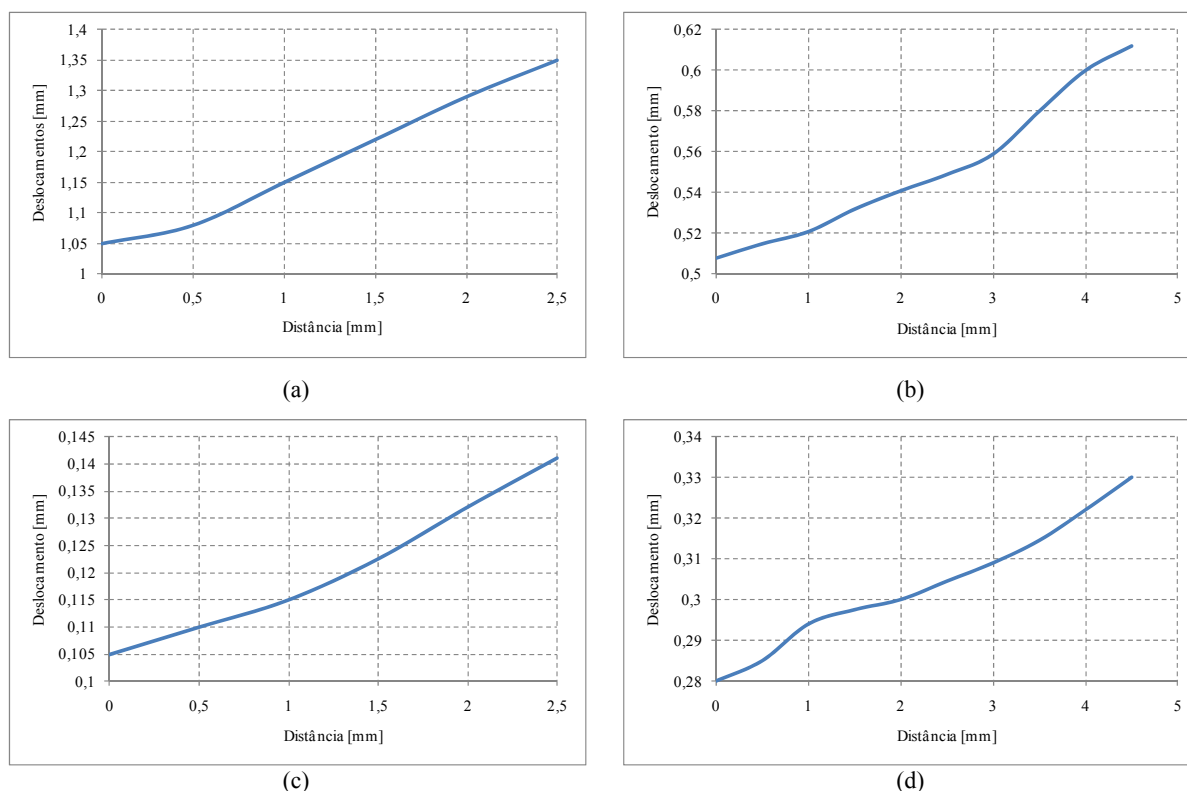 1,4
1,35
1,3
1,25
1,2
1,15
1,1
1,05
1
Deslocamentos [mm]
0 0,5 1 1,5 2 2,5
Distância [mm]
(a)
0,62
0,6
0,58
0,56
0,54
0,52
0,5
Deslocamento [mm]
0 1 2 3 4 5
Distância [mm]
(b)
0,145
0,14
0,135
0,13
0,125
0,12
0,115
0,11
0,105
0,1
Deslocamento [mm]
0 0,5 1 1,5 2 2,5
Distância [mm]
(c)
0,34
0,33
0,32
0,31
0,3
0,29
0,28
Deslocamento [mm]
0 1 2 3 4 5
Distância [mm]
(d)